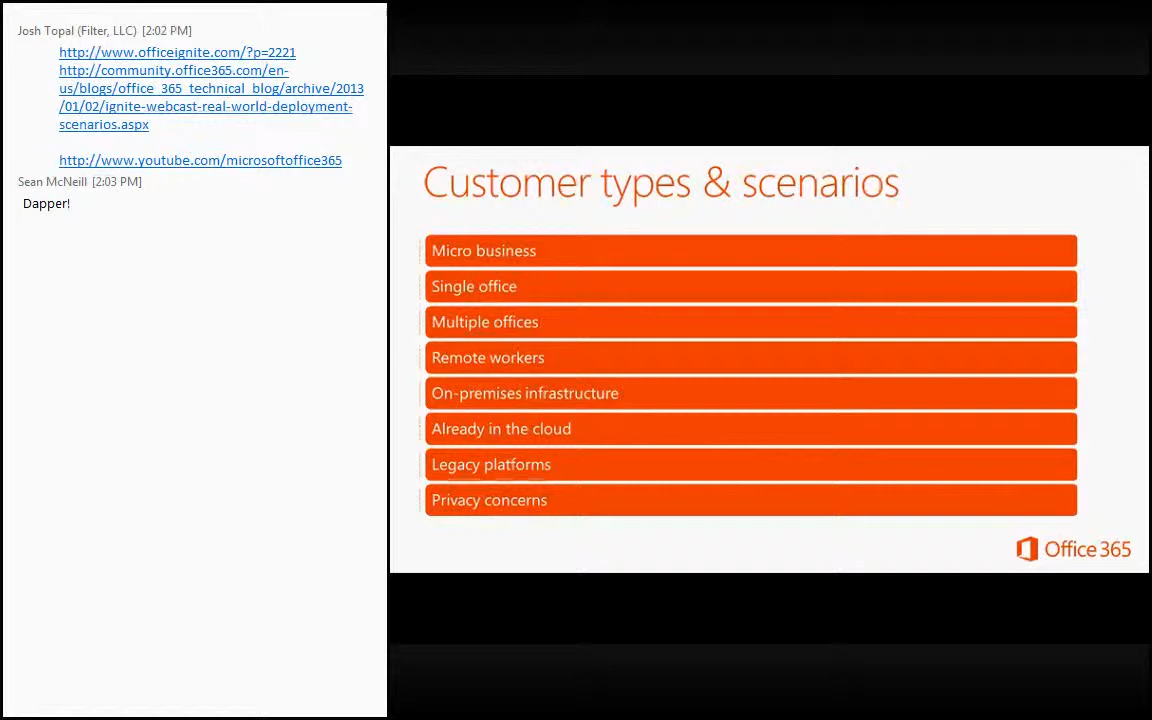 Josh Topal (Filter, LLC) [2:02 PM]
http://www.officeignite.com/?p=2221
http://community.office365.com/en-
us/blogs/office_365_technical_blog/archive/2013
/01/02/ignite-webcast-real-world-deployment-
scenarios.aspx
http://www.youtube.com/microsoftoffice365
Sean McNeill [2:03 PM]
Dapper!
Customer types & scenarios
Micro business
Single office
Multiple offices
Remote workers
On-premises infrastructure
Already in the cloud
Legacy platforms
Privacy concerns
Office 365